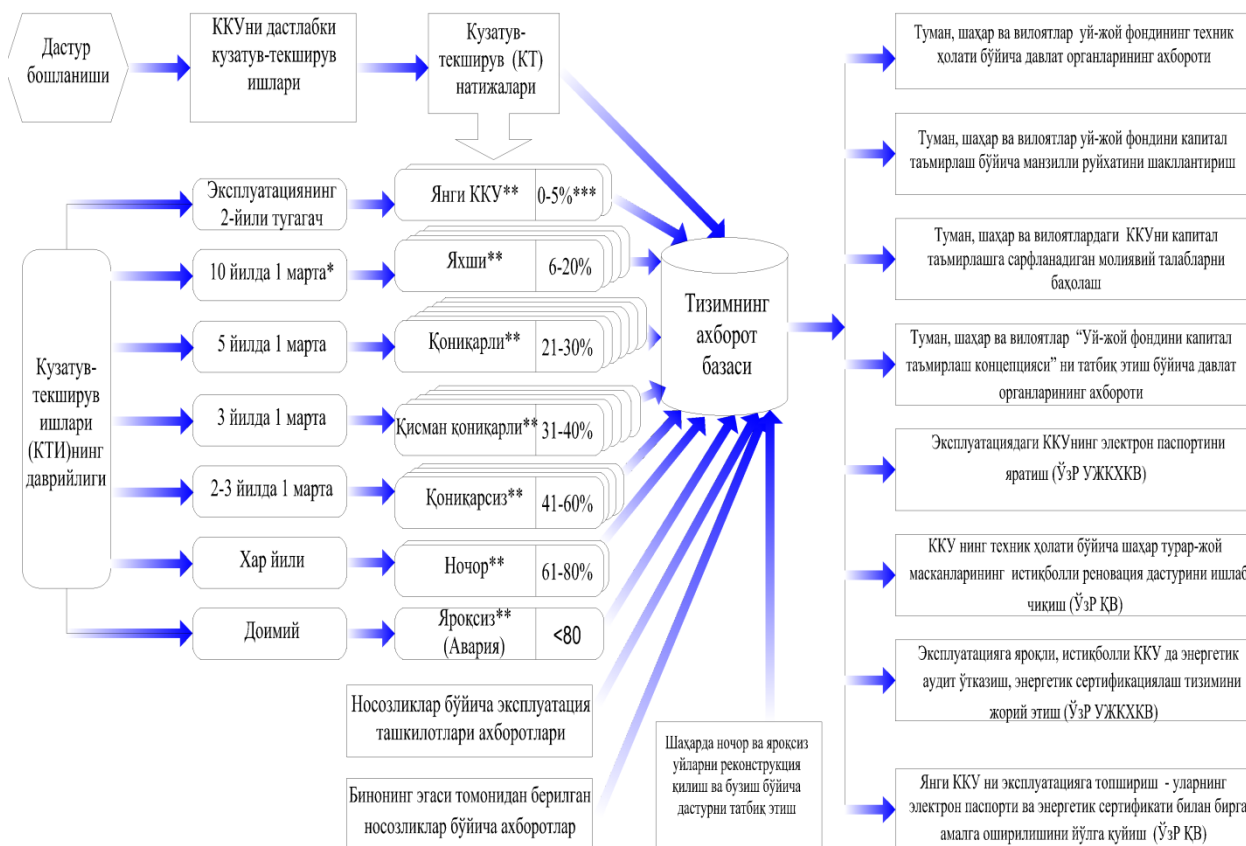 Дастур
бошланиши
ККУни дастлабки
кузатув-текширув
ишлари
Кузатув-
текширув (КТ)
натижалари
Кузатув-
текширув
ишлари
(КТИ)нинг
даврийлиги
Эксплуатациянинг
2-йили тугагач
Янги ККУ**
0-5%***
10 йилда 1 марта*
Яхши**
6-20%
5 йилда 1 марта
Қониқарли**
21-30%
3 йилда 1 марта
Қисман қониқарли**
31-40%
2-3 йилда 1 марта
Қониқарсиз**
41-60%
Хар йили
Ночор**
61-80%
Доимий
Яроқсиз**
(Авария)
<80
Носозликлар бўйича эксплуатация
ташкилотлари ахборотлари
Бинонинг эгаси томонидан берилган
носозликлар бўйича ахборотлар
Шаҳарда ночор ва яроқсиз
уйларни реконструкция
қилиш ва бузиш бўйича
дастурни татбиқ этиш
Тизимнинг
ахборот
базаси
Туман, шаҳар ва вилоятлар уй-жой фондининг техник
ҳолати бўйича давлат органларининг ахбороти
Туман, шаҳар ва вилоятлар уй-жой фондини капитал
таъмирлаш бўйича манзилли руйхатини шакллантириш
Туман, шаҳар ва вилоятлардаги ККУни капитал
таъмирлашга сарфланадиган молиявий талабларни
баҳолаш
Туман, шаҳар ва вилоятлар “Уй-жой фондини капитал
таъмирлаш концепцияси” ни татбиқ этиш бўйича давлат
органларининг ахбороти
Эксплуатациядаги ККУнинг электрон паспортини
яратиш (ЎзР УЖКХКВ)
ККУ нинг техник ҳолати бўйича шаҳар турар-жой
масканларининг истиқболли реновация дастурини ишлаб
чиқиш (ЎзР ҚВ)
Эксплуатацияга яроқли, истиқболли ККУ да энергетик
аудит ўтказиш, энергетик сертификациялаш тизимини
жорий этиш (ЎзР УЖКХКВ)
Янги ККУ ни эксплуатацияга топшириш - уларнинг
электрон паспорти ва энергетик сертификати билан бирга
амалга оширилишини йўлга қуйиш (ЎзР ҚВ)